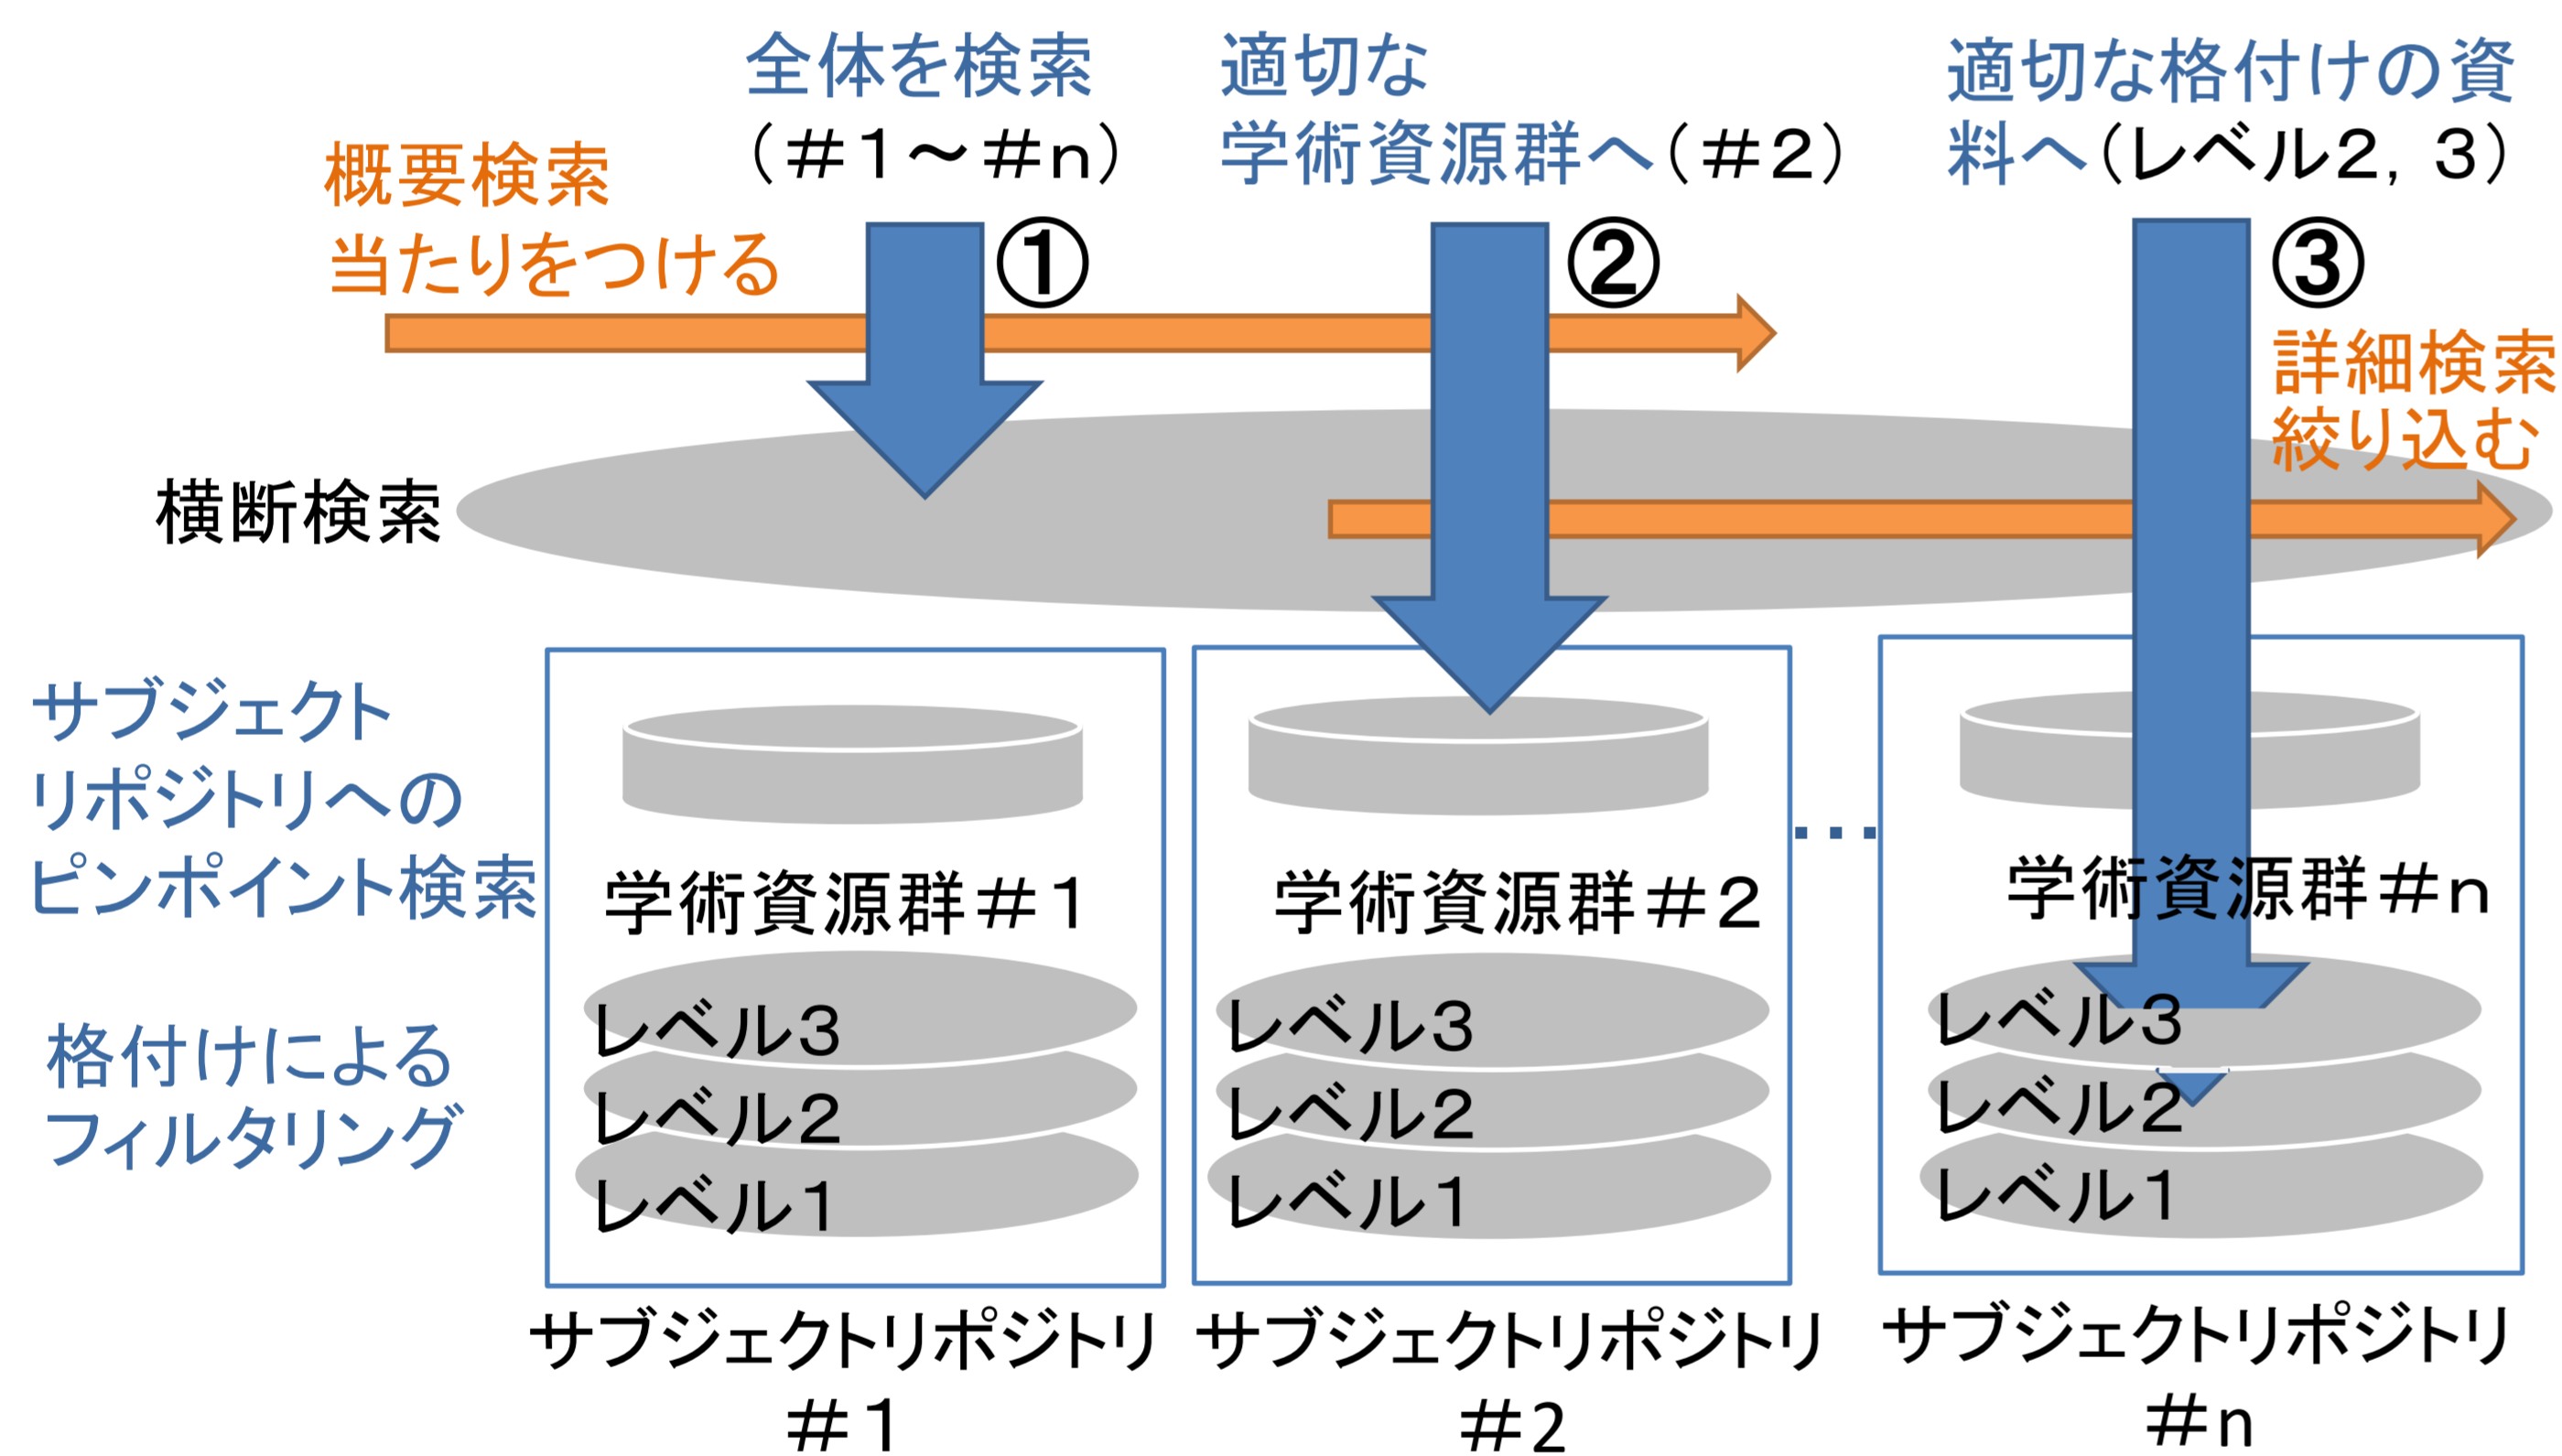 全体を検索
（＃１～＃ｎ）
適切な
学術資源群へ（＃２）
適切な格付けの資
料へ（レベル２，３）
概要検索
当たりをつける
①
②
③
詳細検索
絞り込む
横断検索
サブジェクト
リポジトリへの
ピンポイント検索
格付けによる
フィルタリング
学術資源群＃１
レベル３
レベル２
レベル１
サブジェクトリポジトリ
＃１
学術資源群＃２
レベル３
レベル２
レベル１
サブジェクトリポジトリ
＃２
…
学術資源群＃ｎ
レベル３
レベル２
レベル１
サブジェクトリポジトリ
＃ｎ